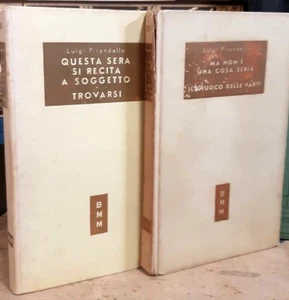 Luigi Pirandello
QUESTA SERA
SI RECITA
A SOGGETTO
TROVARSI
BMM
Luigi Pirandello
MA NON È
UNA COSA SERIA
IL GIUOCO DELLE PARTI
BMM